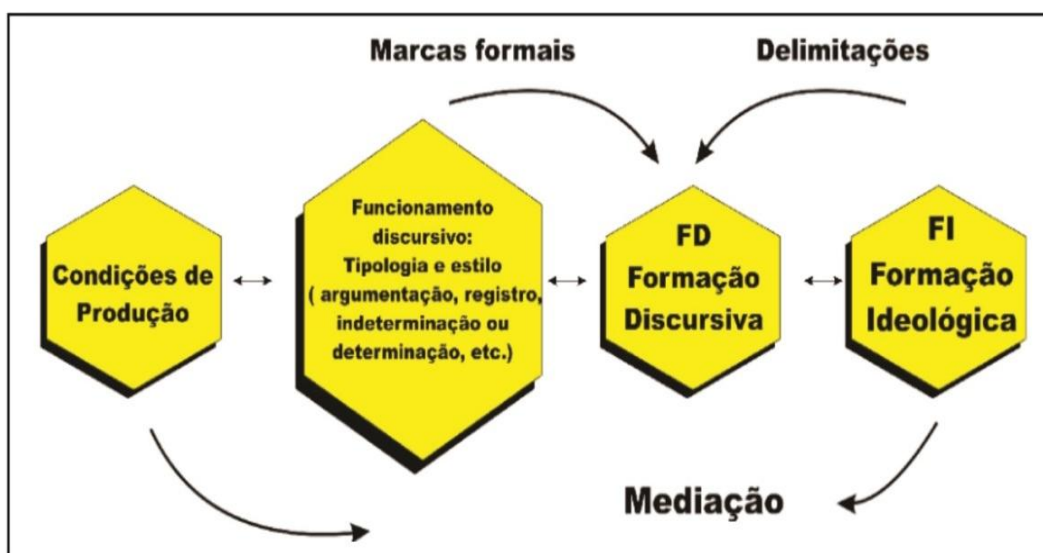 Marcas formais
Delimitações
Condições de
Produção
Funcionamento
discursivo:
Tipologia e estilo
( argumentação, registro,
indeterminação ou
determinação, etc.)
FD
Formação
Discursiva
FI
Formação
Ideológica
Mediação